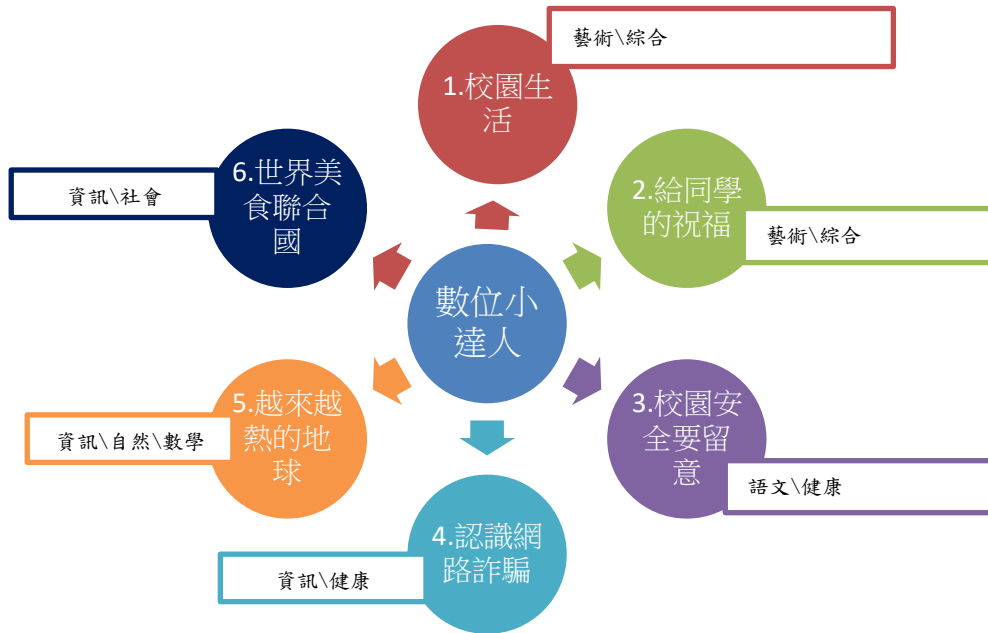 藝術\綜合
1.校園生
活
2.給同學
的祝福
藝術\綜合
3.校園安
全要留
意
語文\健康
4.認識網
路詐騙
資訊\健康
5.越來越
熱的地
球
資訊\自然\數學
6.世界美
食聯合
國
資訊\社會
數位小
達人